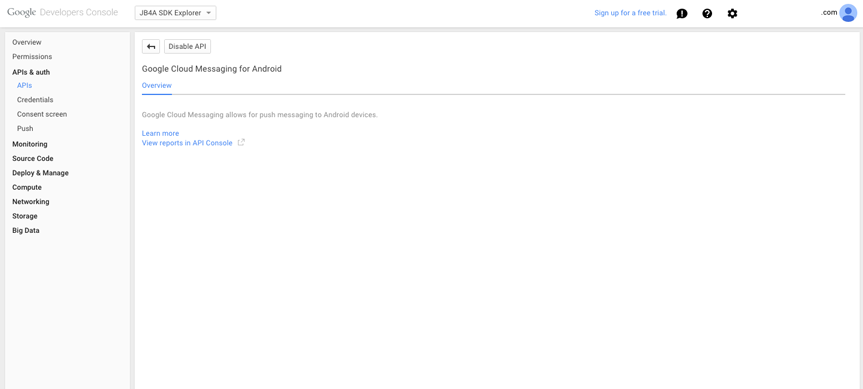 Google Developers Console
JB4A SDK Explorer
Sign up for a free trial.
.com
Overview
Permissions
APIs & auth
APIs
Credentials
Consent screen
Push
Monitoring
Source Code
Deploy & Manage
Compute
Networking
Storage
Big Data
Disable API
Google Cloud Messaging for Android
Overview
Google Cloud Messaging allows for push messaging to Android devices.
Learn more
View reports in API Console